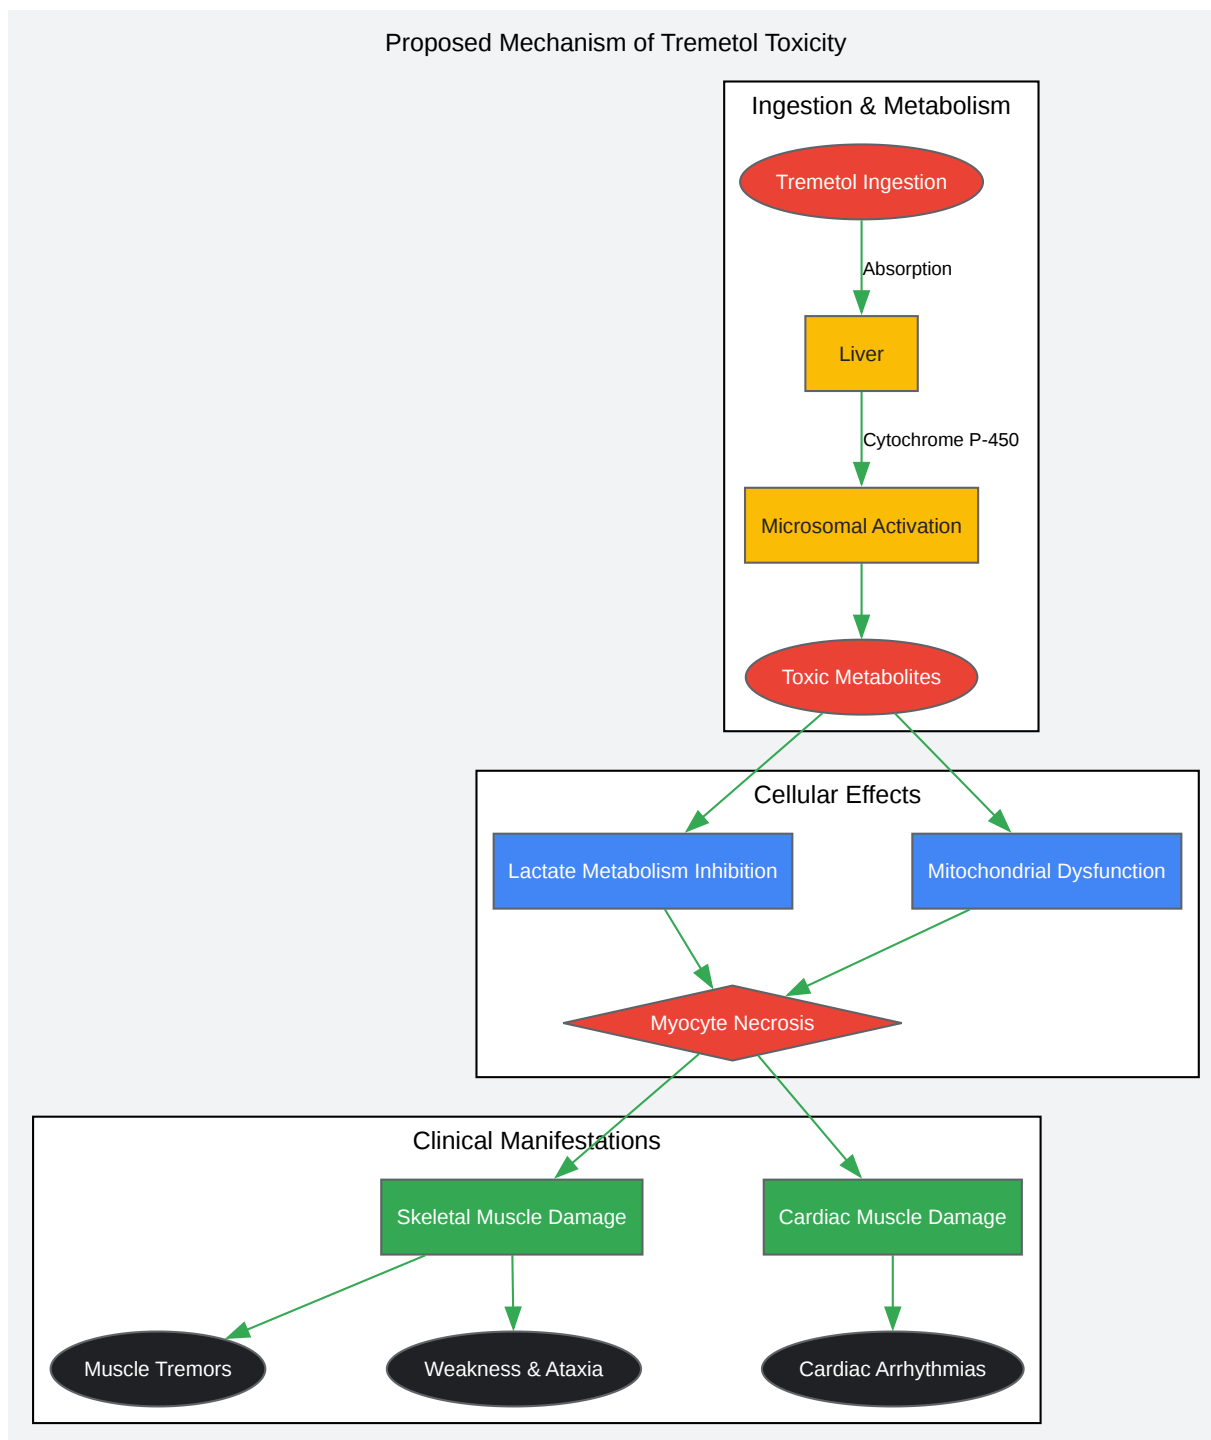 Proposed Mechanism of Tremetol Toxicity
Ingestion & Metabolism
Tremetol Ingestion
Absorption
Liver
Cytochrome P-450
Microsomal Activation
Toxic Metabolites
Cellular Effects
Lactate Metabolism Inhibition
Mitochondrial Dysfunction
Myocyte Necrosis
Clinical Manifestations
Skeletal Muscle Damage
Cardiac Muscle Damage
Muscle Tremors
Weakness & Ataxia
Cardiac Arrhythmias